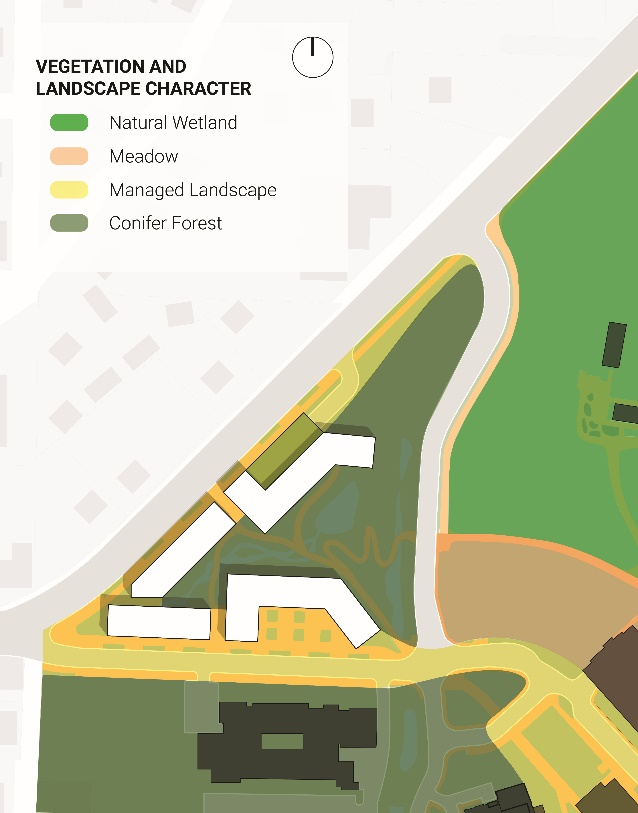 VEGETATION AND
LANDSCAPE CHARACTER
Natural Wetland
Meadow
Managed Landscape
Conifer Forest